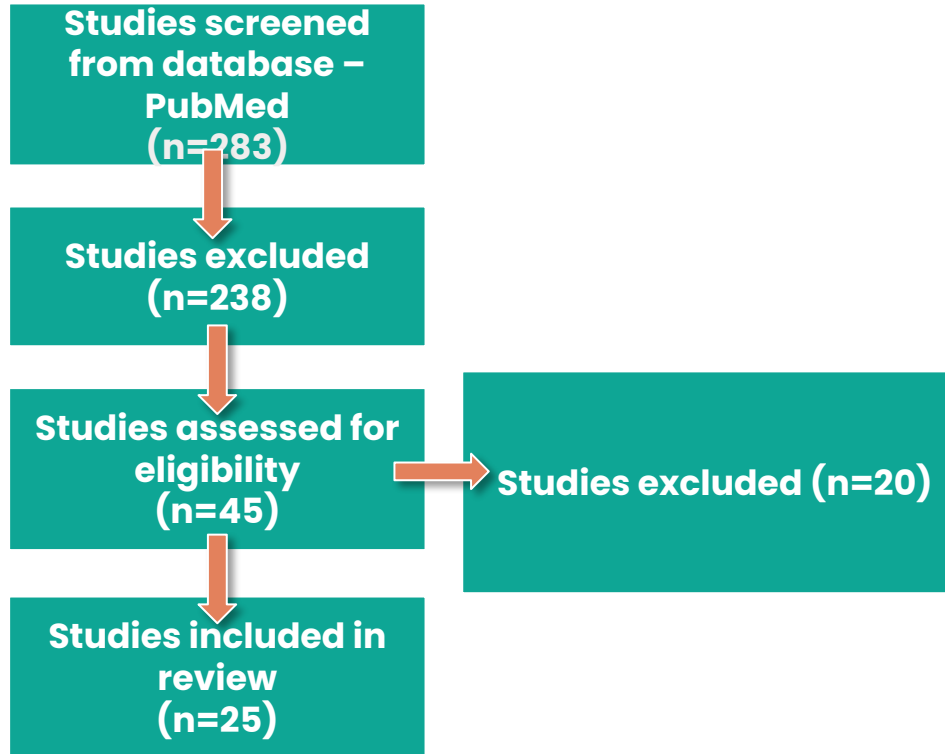 Studies screened
from database –
PubMed
(n=283)
Studies excluded
(n=238)
Studies assessed for
eligibility
(n=45)
Studies excluded (n=20)
Studies included in
review
(n=25)